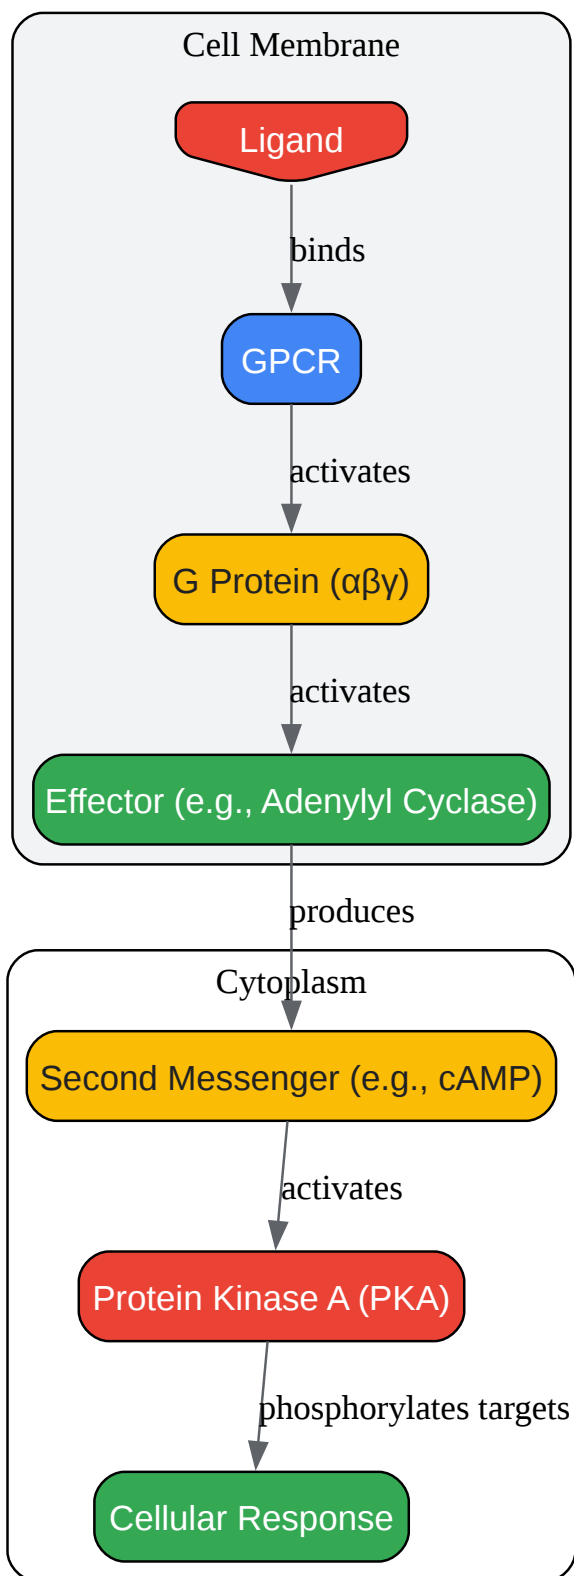 Cell Membrane
Ligand
binds
GPCR
activates
G Protein (αβγ)
activates
Effector (e.g., Adenylyl Cyclase)
produces
Cytoplasm
Second Messenger (e.g., cAMP)
activates
Protein Kinase A (PKA)
phosphorylates targets
Cellular Response